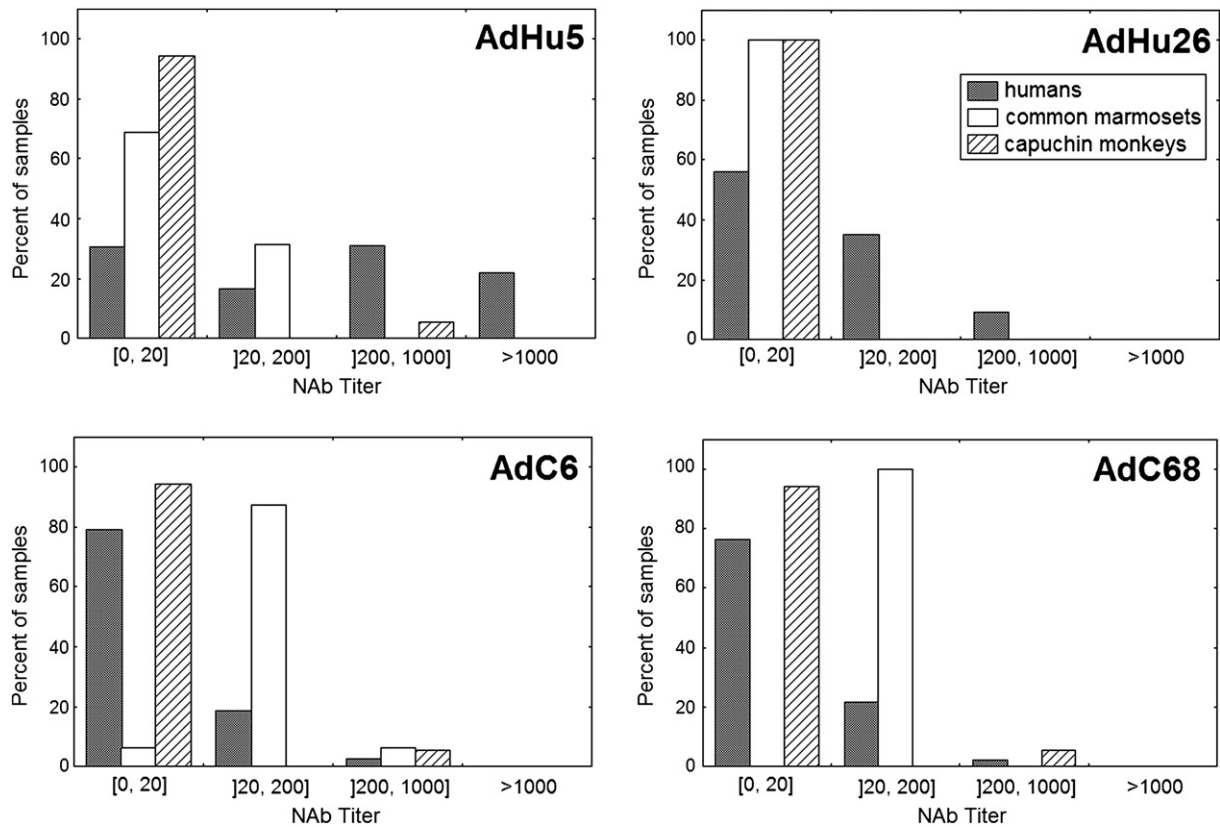 AdHu5
Percent of samples
100
80
60
40
20
0
[0, 20]
]20, 200]
]200, 1000]
>1000
NAb Titer
AdHu26
humans
common marmosets
capuchin monkeys
Percent of samples
100
80
60
40
20
0
[0, 20]
]20, 200]
]200, 1000]
>1000
NAb Titer
AdC6
Percent of samples
100
80
60
40
20
0
[0, 20]
]20, 200]
]200, 1000]
>1000
NAb Titer
AdC68
Percent of samples
100
80
60
40
20
0
[0, 20]
]20, 200]
]200, 1000]
>1000
NAb Titer